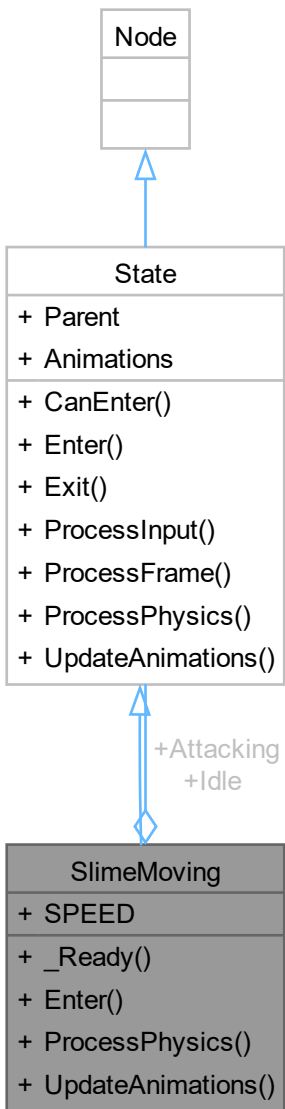 Node
State
+ Parent
+ Animations
+ CanEnter()
+ Enter()
+ Exit()
+ ProcessInput()
+ ProcessFrame()
+ ProcessPhysics()
+ UpdateAnimations()
+Attacking
+Idle
SlimeMoving
+ SPEED
+ _Ready()
+ Enter()
+ ProcessPhysics()
+ UpdateAnimations()